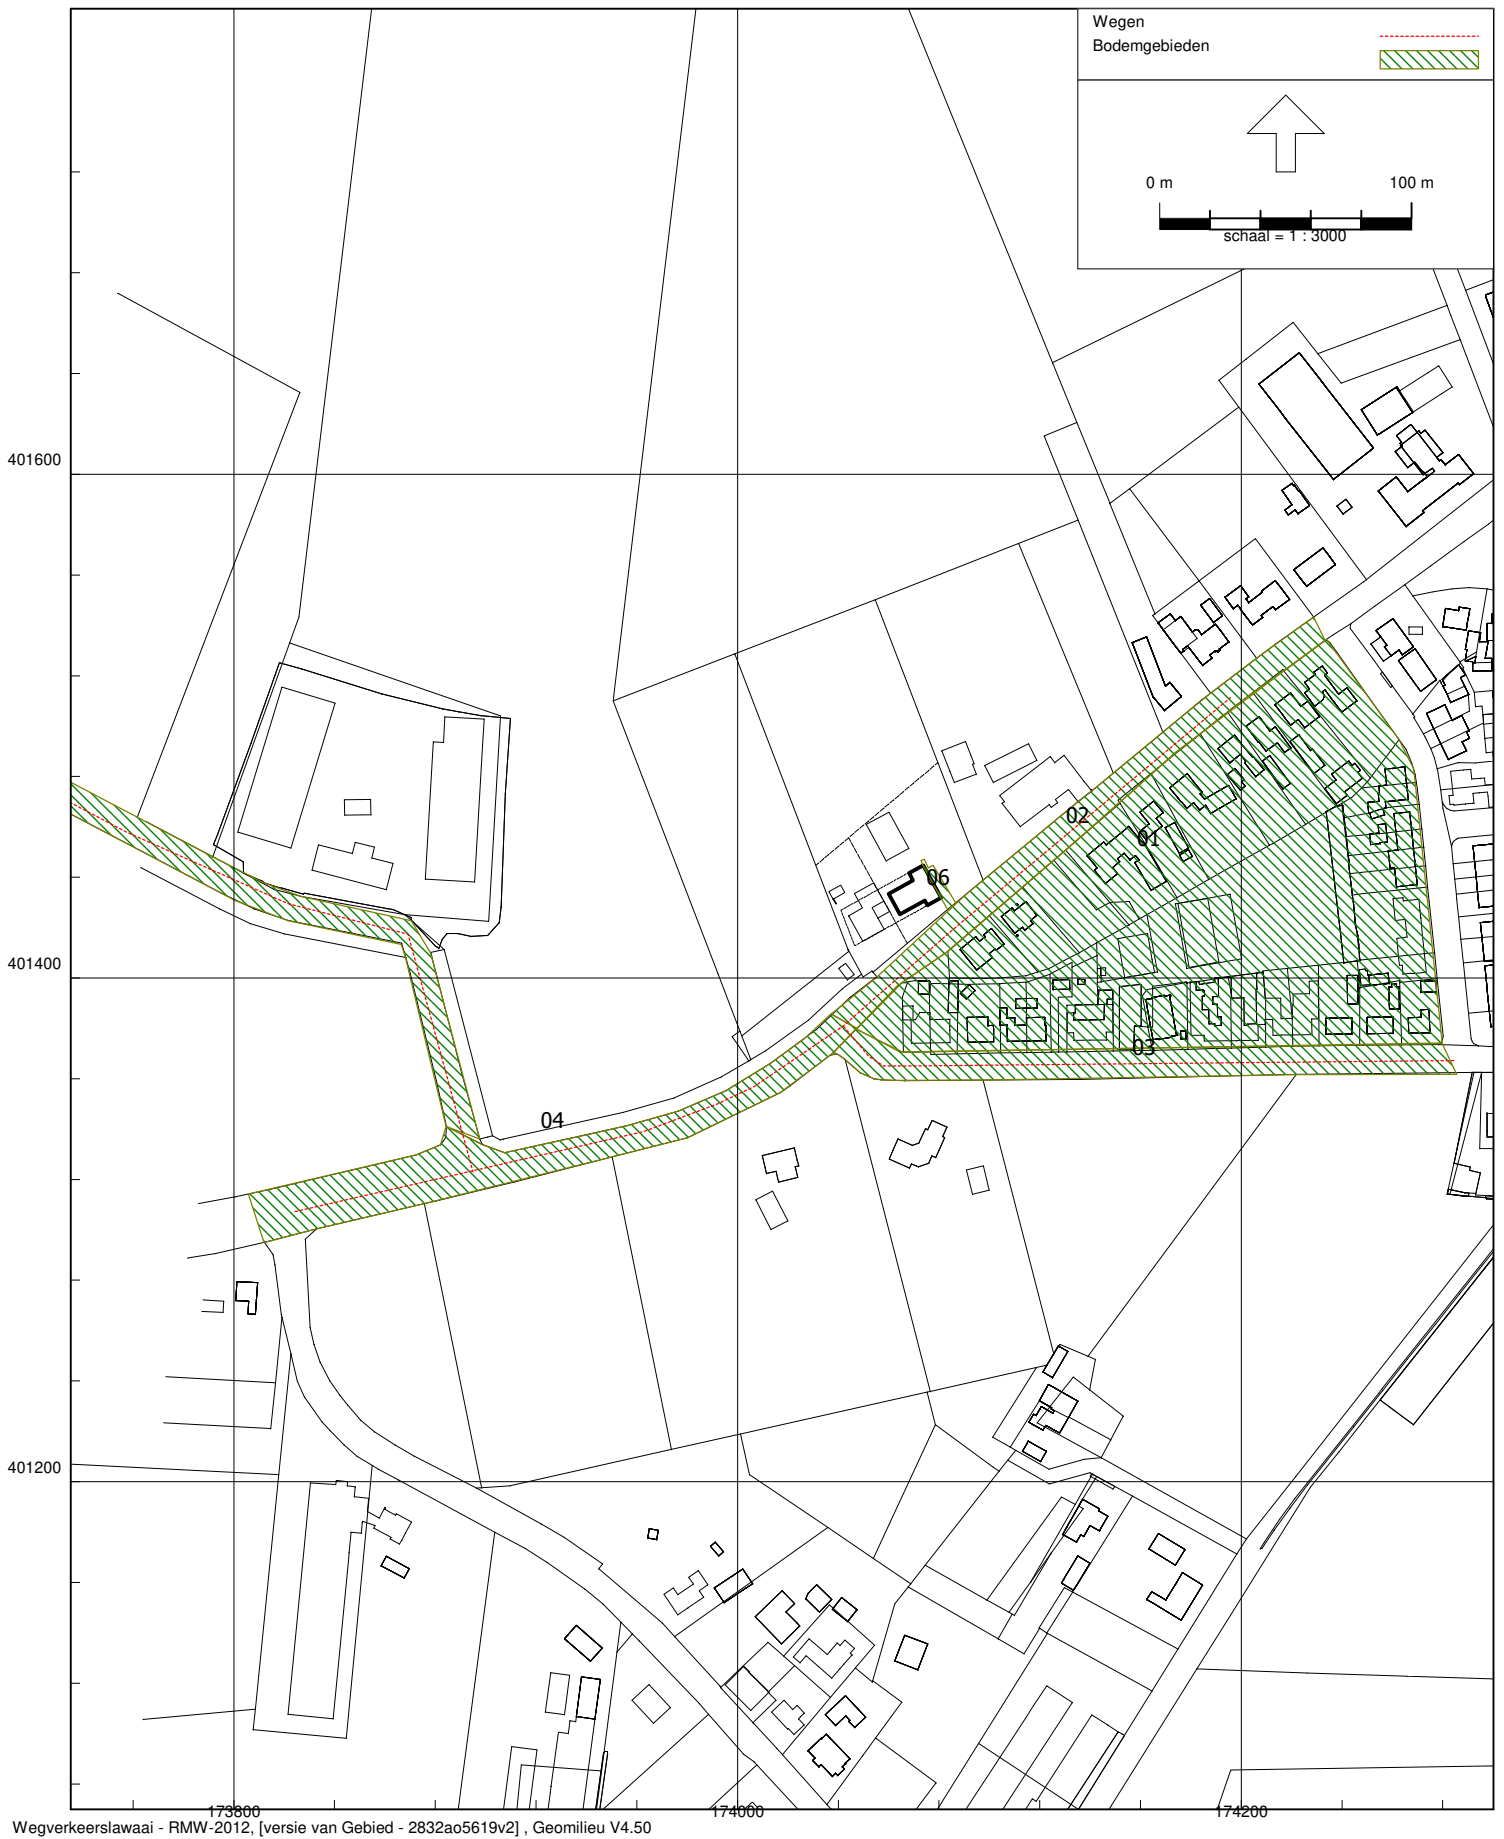 Wegen
Bodemgebieden
0 m 100 m
schaal = 1 : 3000
401600
02
01
06
401400
03
04
401200
173800 174000 174200
Wegverkeerslawaai - RMW-2012, [versie van Gebied - 2832ao5619v2] , Geomilieu V4.50